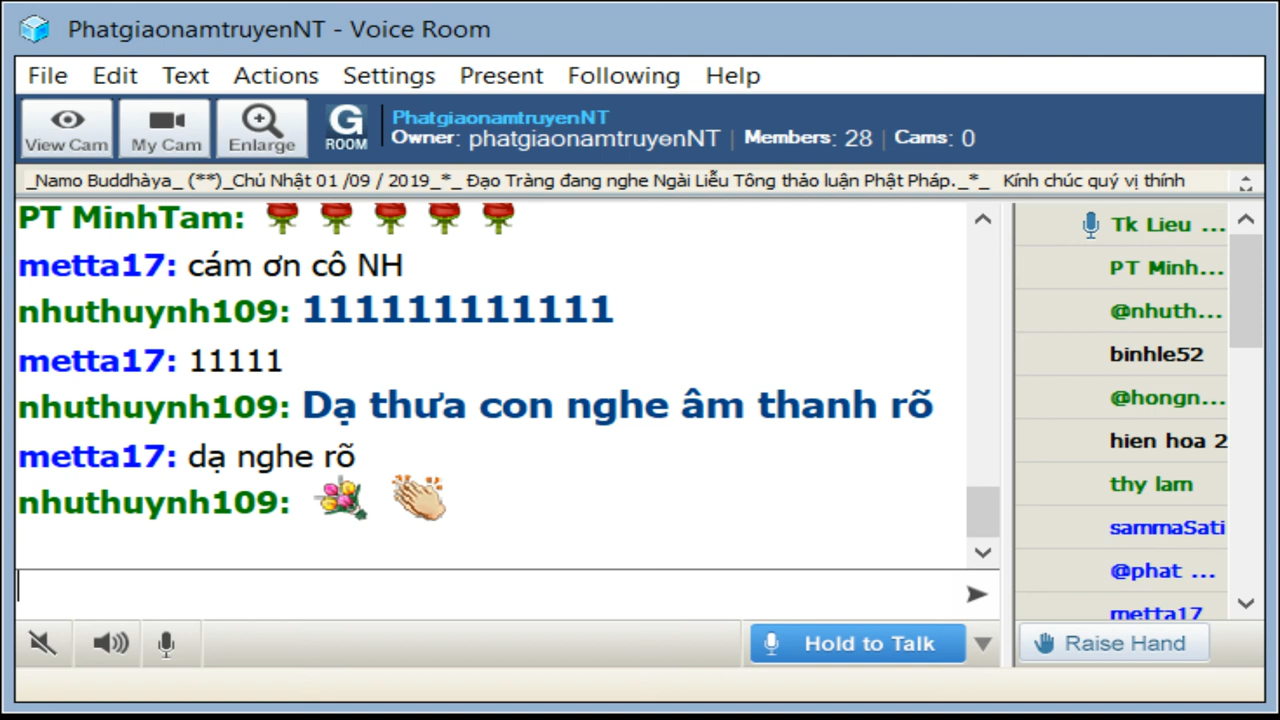 PhatgiaonamtruyenNT - Voice Room
File Edit Text Actions Settings Present Following Help
View Cam My Cam Enlarge G ROOM
PhatgiaonamtruyenNT
Owner: phatgiaonamtruyenNT | Members: 28 | Cams: 0
_Namo Buddhàya_ (**)_Chủ Nhật 01 /09 / 2019_*_ Đạo Tràng đang nghe Ngài Liễu Tông thảo luận Phật Pháp._*_ Kính chúc quý vị thính
PT MinhTam:
metta17: cám ơn cô NH
nhuthuynh109: 111111111111
metta17: 11111
nhuthuynh109: Dạ thưa con nghe âm thanh rõ
metta17: dạ nghe rõ
nhuthuynh109:
Tk Lieu ...
PT Minh...
@nhuth...
binhle52
@hongn...
hien hoa 2
thy lam
sammaSati
@phat ...
metta17
Hold to Talk
Raise Hand